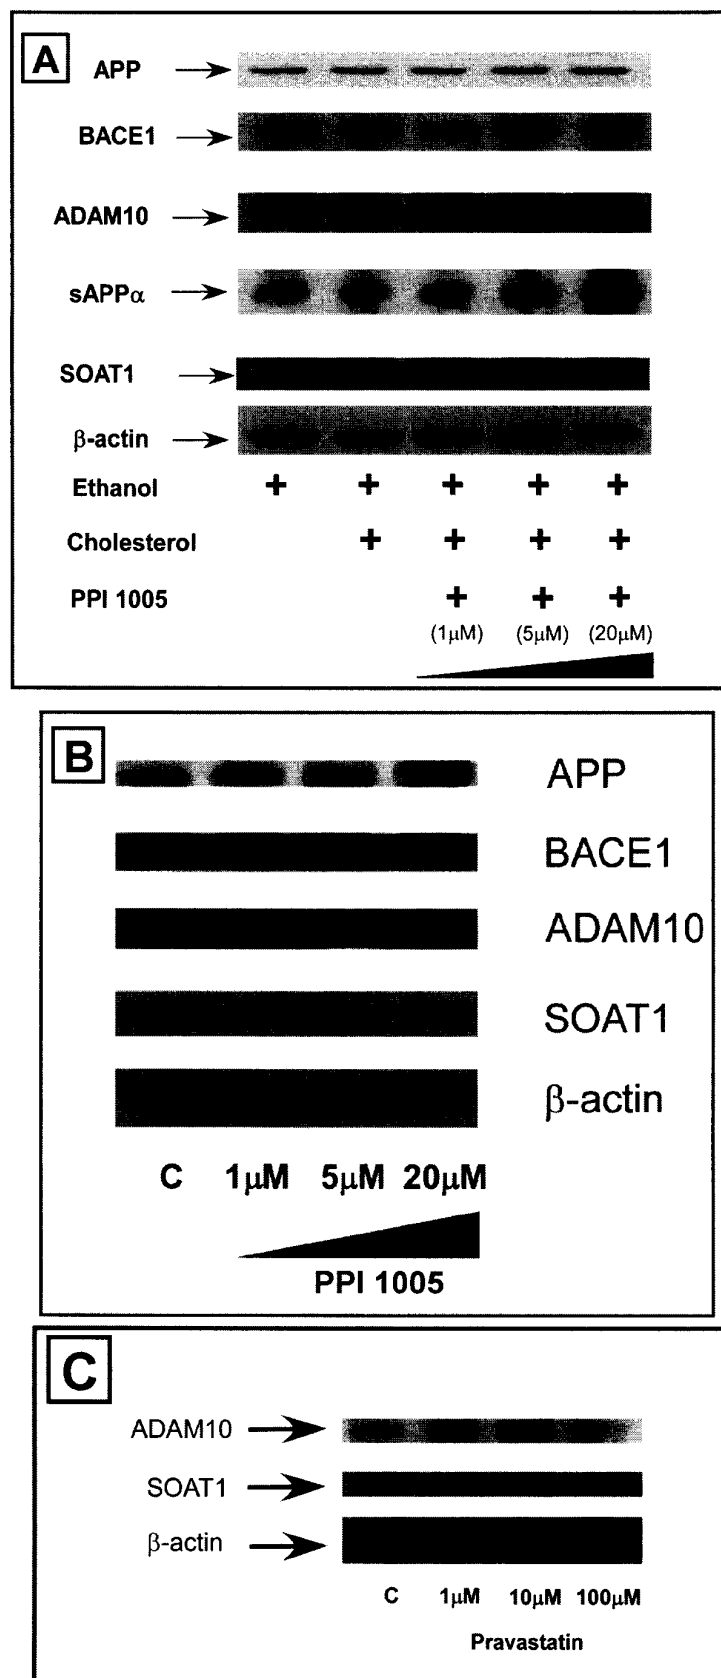 A
APP
BACE1
ADAM10
sAPPα
SOAT1
β-actin
Ethanol + + + + +
Cholesterol + + + +
PPI 1005 + + +
(1μM) (5μM) (20μM)
B
APP
BACE1
ADAM10
SOAT1
β-actin
C 1μM 5μM 20μM
PPI 1005
C
ADAM10
SOAT1
β-actin
C 1μM 10μM 100μM
Pravastatin